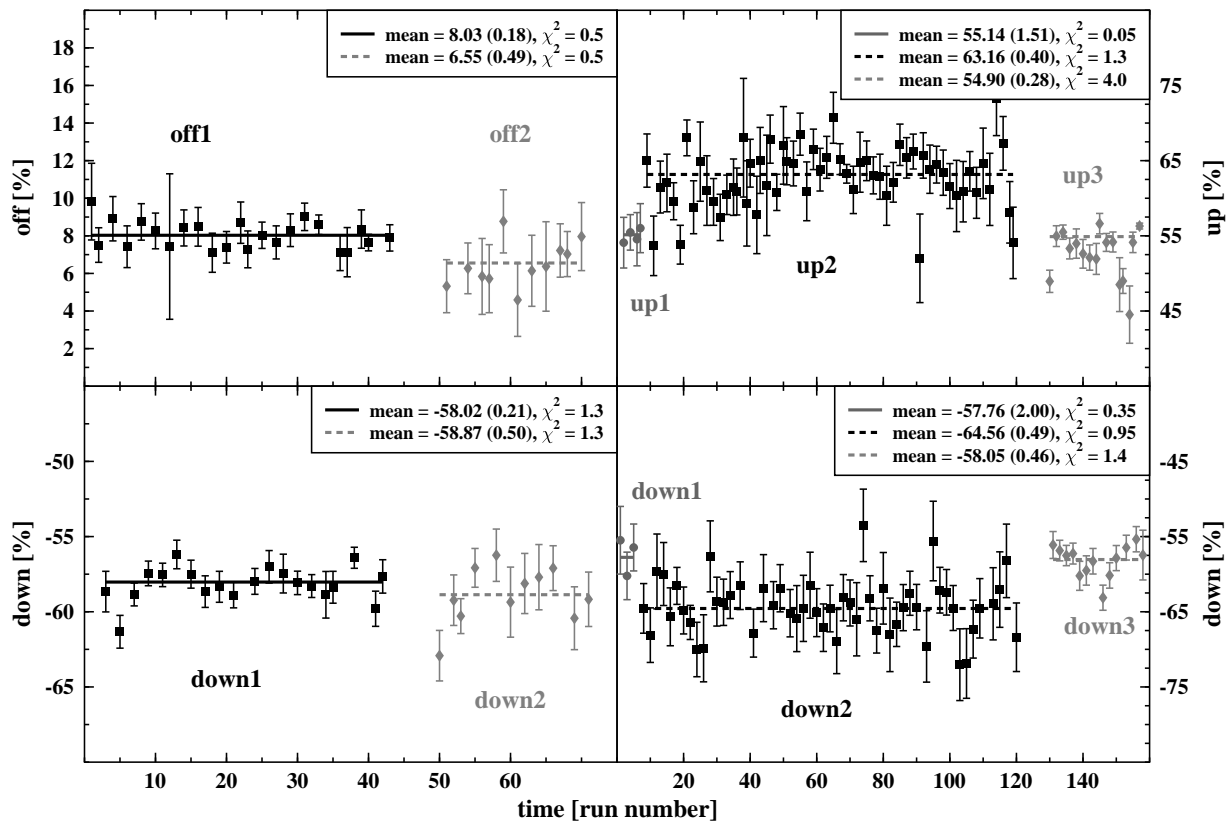 mean = 8.03 (0.18), χ² = 0.5
mean = 6.55 (0.49), χ² = 0.5
off1
off2
off [%]
18
16
14
12
10
8
6
4
2
mean = 55.14 (1.51), χ² = 0.05
mean = 63.16 (0.40), χ² = 1.3
mean = 54.90 (0.28), χ² = 4.0
up1
up2
up3
75
65
55
45
up [%]
mean = -58.02 (0.21), χ² = 1.3
mean = -58.87 (0.50), χ² = 1.3
down1
down2
down [%]
-50
-55
-60
-65
10
20
30
40
50
60
mean = -57.76 (2.00), χ² = 0.35
mean = -64.56 (0.49), χ² = 0.95
mean = -58.05 (0.46), χ² = 1.4
down1
down2
down3
-45
-55
-65
-75
down [%]
20
40
60
80
100
120
140
time [run number]